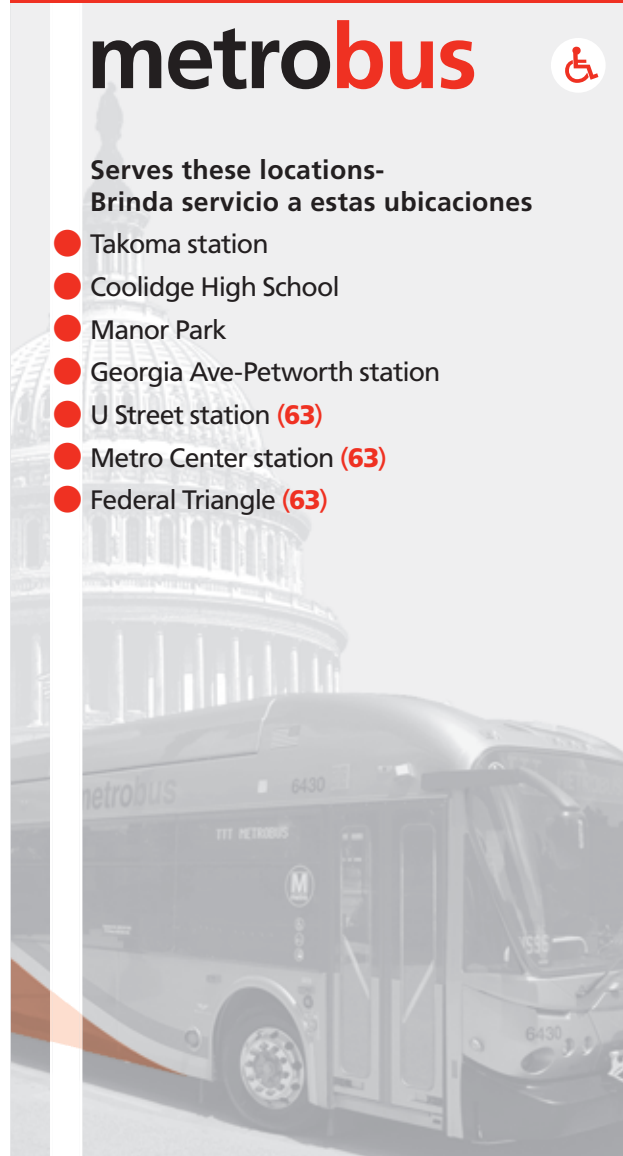 metrobus
Serves these locations-
Brinda servicio a estas ubicaciones
Takoma station
Coolidge High School
Manor Park
Georgia Ave-Petworth station
U Street station (63)
Metro Center station (63)
Federal Triangle (63)
metrobus
6430
TTT METROBUS
M
6430